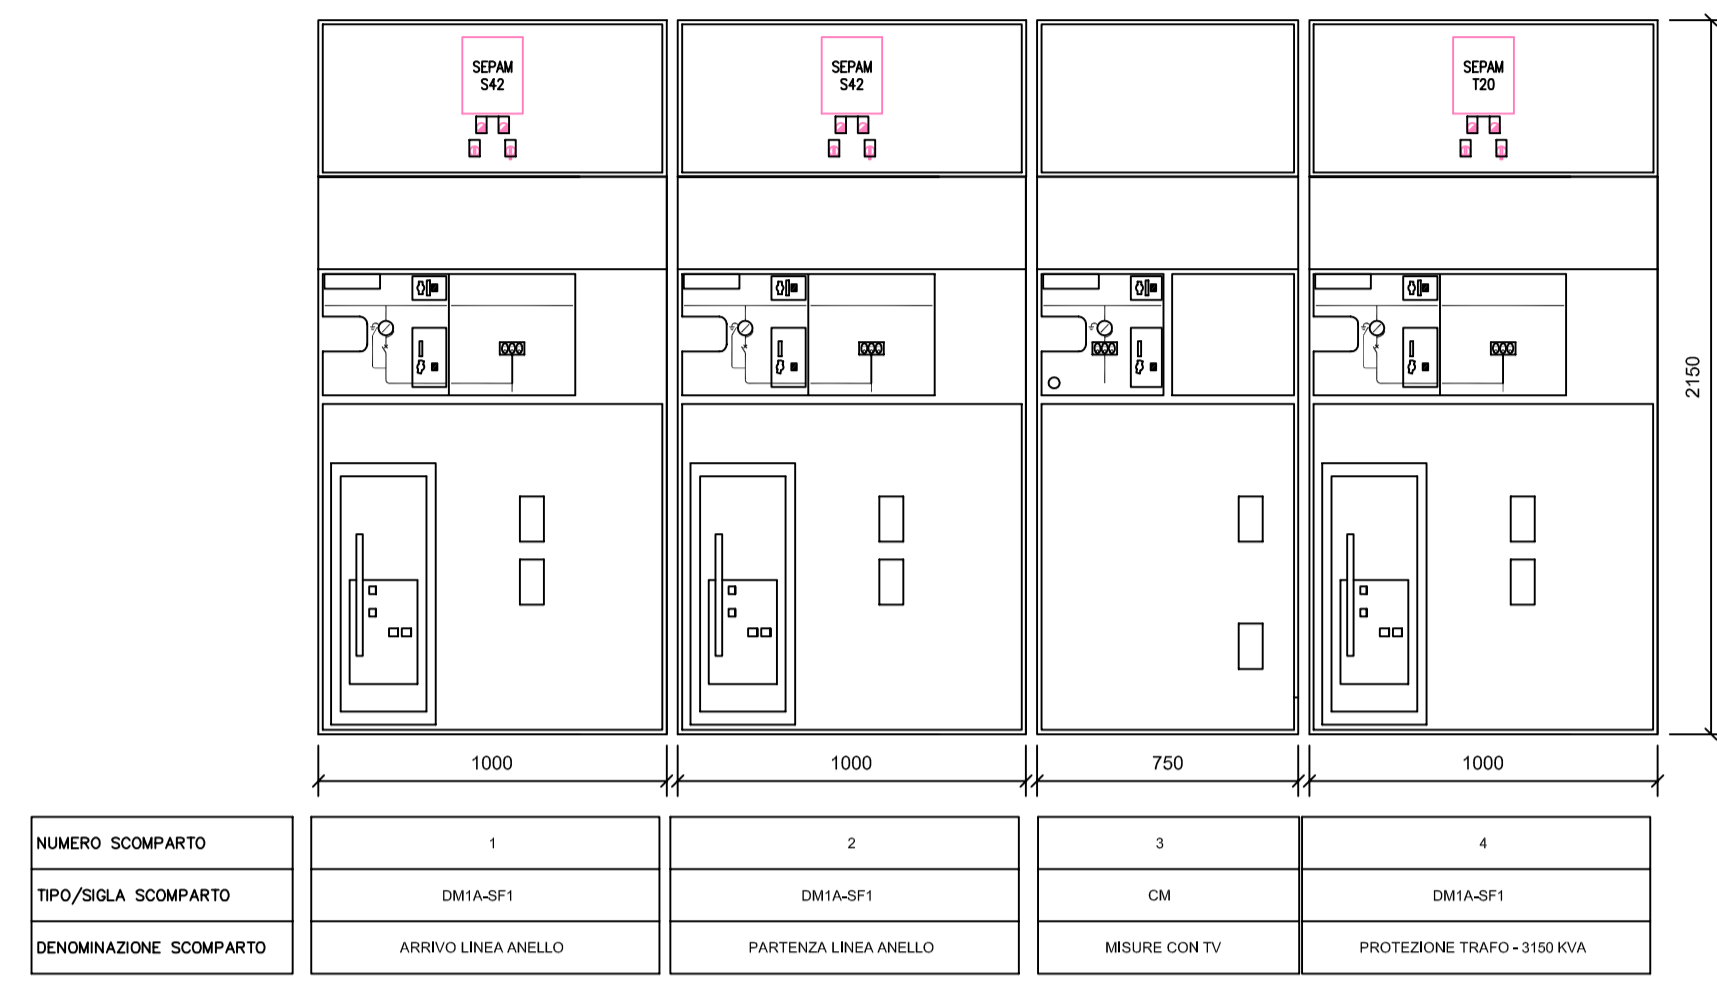 SEPAM
S42
SEPAM
S42
SEPAM
T20
2150
1000
1000
750
1000
NUMERO SCOMPARTO
1
2
3
4
TIPO/SIGLA SCOMPARTO
DM1A-SF1
DM1A-SF1
CM
DM1A-SF1
DENOMINAZIONE SCOMPARTO
ARRIVO LINEA ANELLO
PARTENZA LINEA ANELLO
MISURE CON TV
PROTEZIONE TRAFO - 3150 KVA